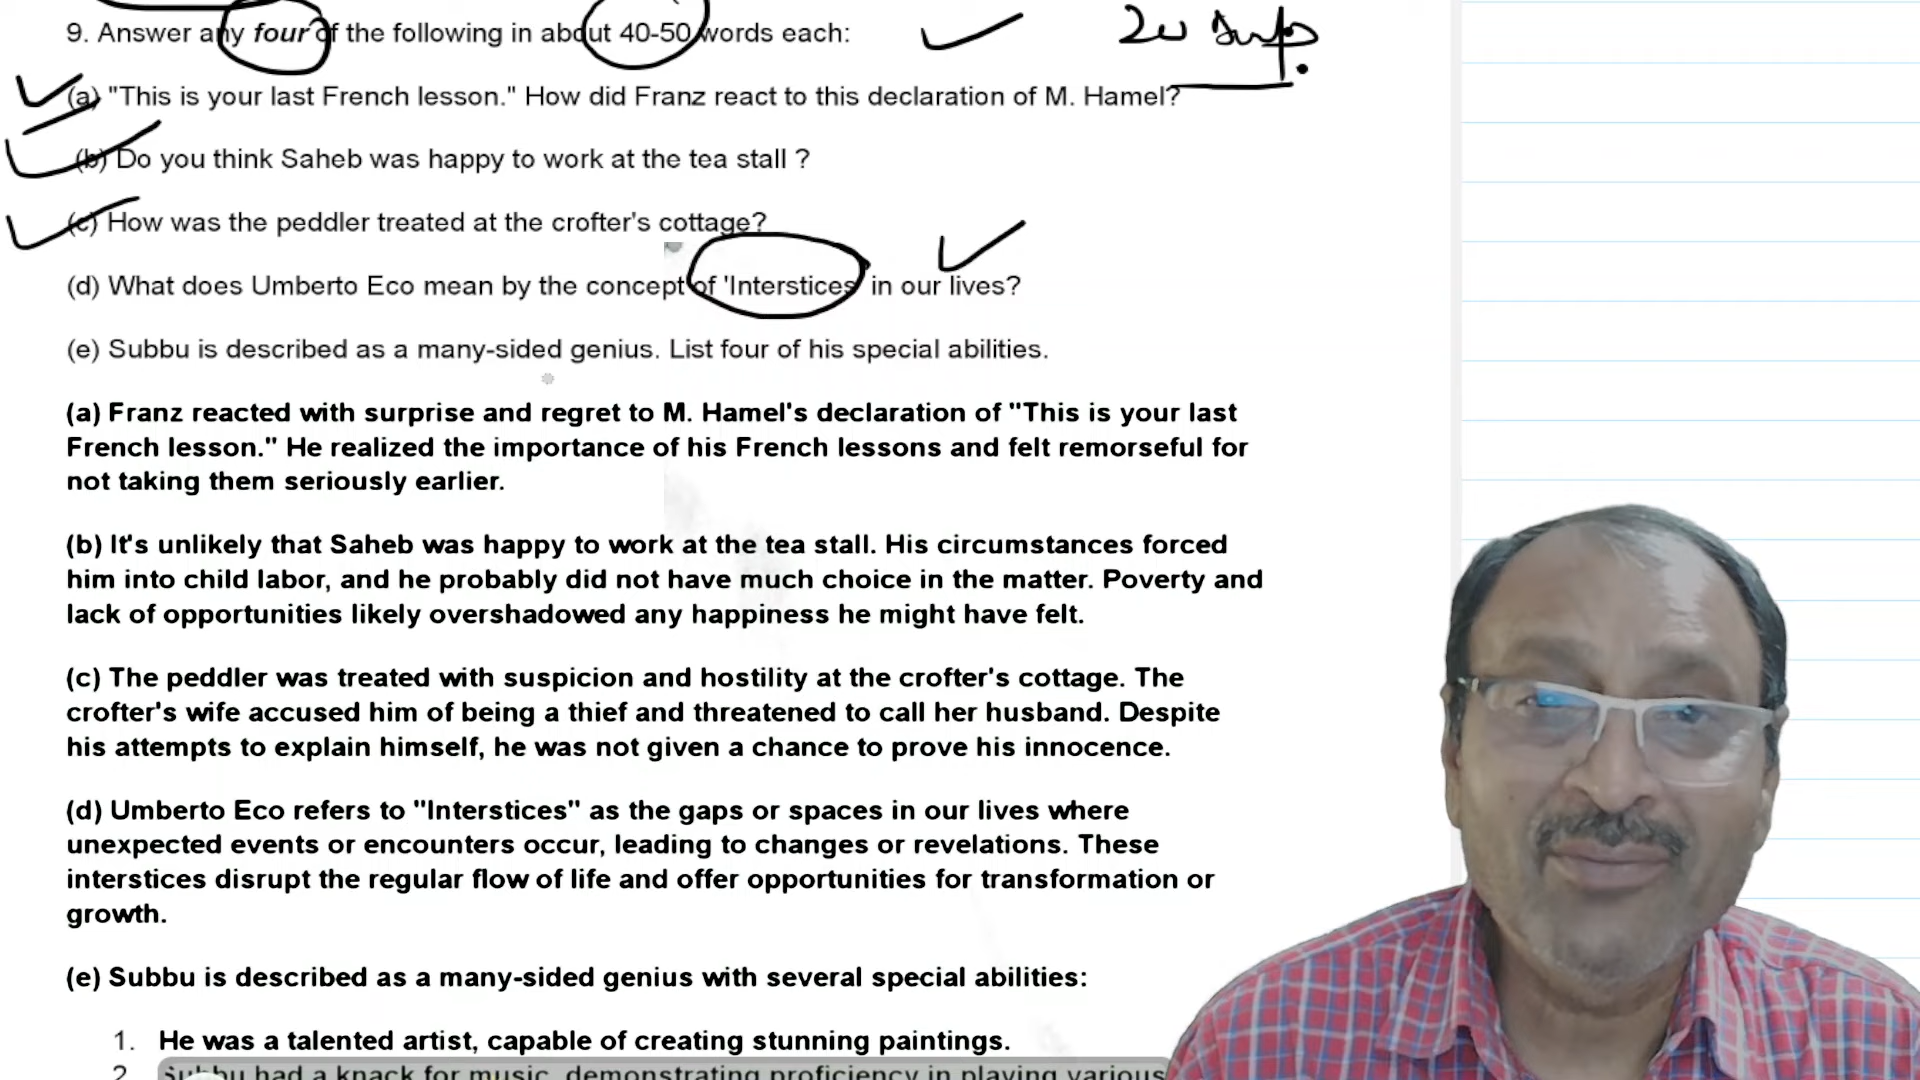 9. Answer any four of the following in about 40-50 words each:
(a) "This is your last French lesson." How did Franz react to this declaration of M. Hamel?
(b) Do you think Saheb was happy to work at the tea stall ?
(c) How was the peddler treated at the crofter's cottage?
(d) What does Umberto Eco mean by the concept of 'Interstices' in our lives?
(e) Subbu is described as a many-sided genius. List four of his special abilities.
(a) Franz reacted with surprise and regret to M. Hamel's declaration of "This is your last
French lesson." He realized the importance of his French lessons and felt remorseful for
not taking them seriously earlier.
(b) It's unlikely that Saheb was happy to work at the tea stall. His circumstances forced
him into child labor, and he probably did not have much choice in the matter. Poverty and
lack of opportunities likely overshadowed any happiness he might have felt.
(c) The peddler was treated with suspicion and hostility at the crofter's cottage. The
crofter's wife accused him of being a thief and threatened to call her husband. Despite
his attempts to explain himself, he was not given a chance to prove his innocence.
(d) Umberto Eco refers to "Interstices" as the gaps or spaces in our lives where
unexpected events or encounters occur, leading to changes or revelations. These
interstices disrupt the regular flow of life and offer opportunities for transformation or
growth.
(e) Subbu is described as a many-sided genius with several special abilities:
1. He was a talented artist, capable of creating stunning paintings.
2. Subbu had a knack for music, demonstrating proficiency in playing various